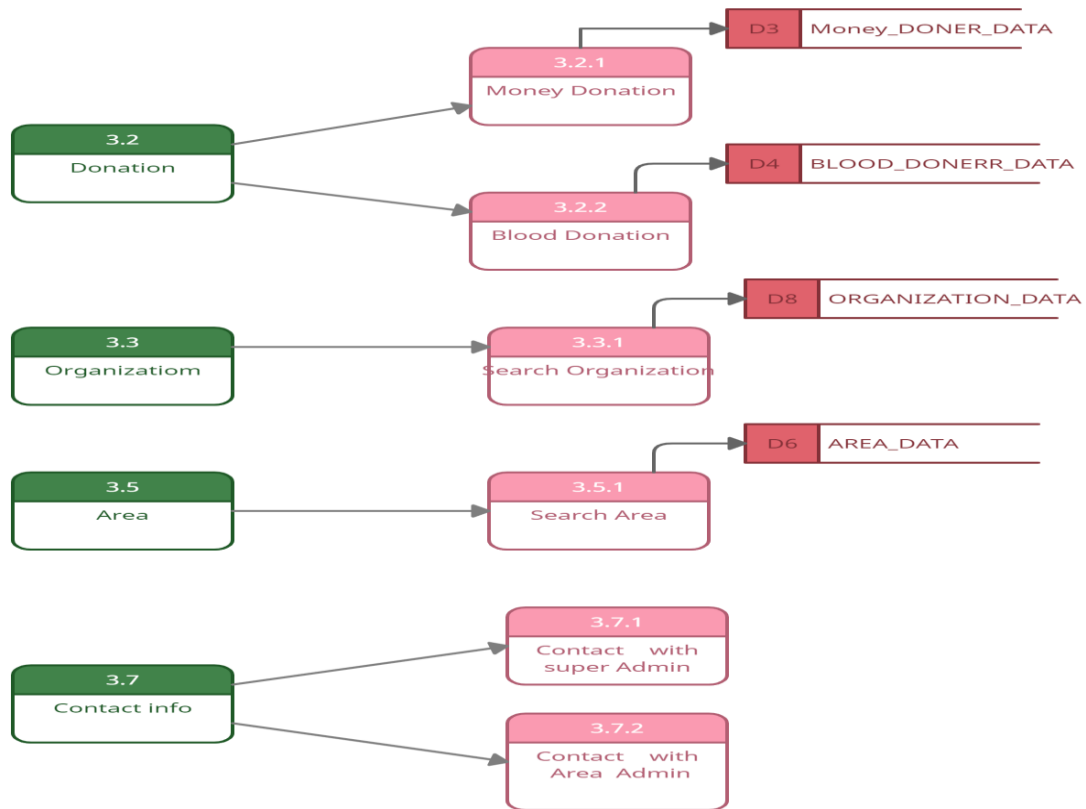 D3 Money_DONER_DATA
3.2.1
Money Donation
3.2
Donation
D4 BLOOD_DONERR_DATA
3.2.2
Blood Donation
D8 ORGANIZATION_DATA
3.3
Organizatiom
3.3.1
Search Organization
D6 AREA_DATA
3.5
Area
3.5.1
Search Area
3.7.1
Contact with
super Admin
3.7
Contact info
3.7.2
Contact with
Area Admin